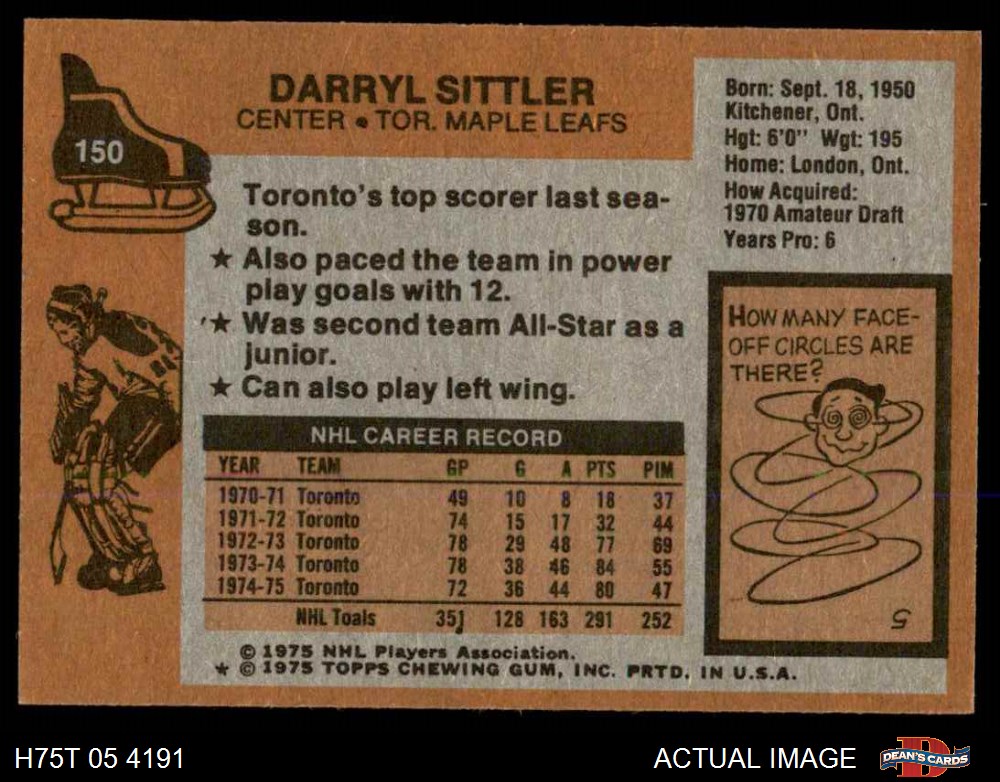 150
DARRYL SITTLER
CENTER • TOR. MAPLE LEAFS
Toronto's top scorer last sea-
son.
★ Also paced the team in power
play goals with 12.
★ Was second team All-Star as a
junior.
★ Can also play left wing.
Born: Sept. 18, 1950
Kitchener, Ont.
Hgt: 6'0" Wgt: 195
Home: London, Ont.
How Acquired:
1970 Amateur Draft
Years Pro: 6
HOW MANY FACE-
OFF CIRCLES ARE
THERE?
5
NHL CAREER RECORD
YEAR TEAM GP G A PTS PIM
1970-71 Toronto 49 10 8 18 37
1971-72 Toronto 74 15 17 32 44
1972-73 Toronto 78 29 48 77 69
1973-74 Toronto 78 38 46 84 55
1974-75 Toronto 72 36 44 80 47
NHL Toals 351 128 163 291 252
© 1975 NHL Players Association.
★ © 1975 TOPPS CHEWING GUM, INC. PRTD. IN U.S.A.
H75T 05 4191
ACTUAL IMAGE
DEAN'S CARDS